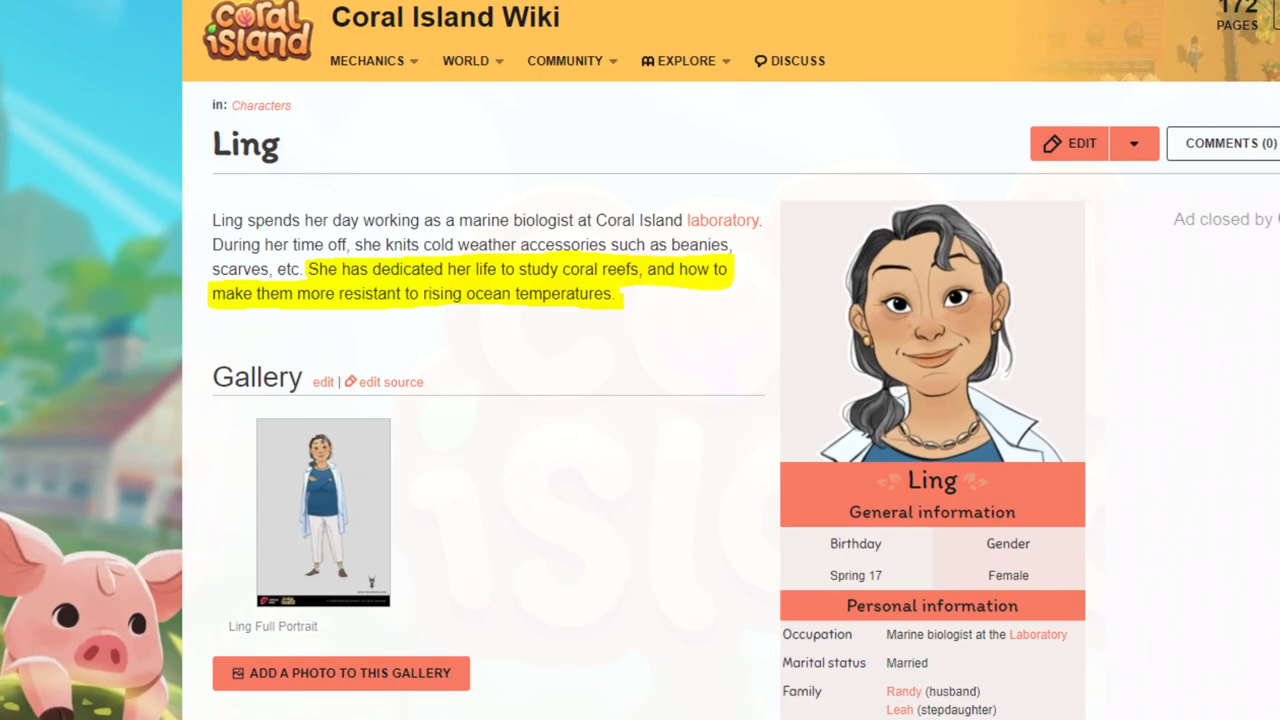 coral
island
Coral Island Wiki
172
PAGES
MECHANICS
WORLD
COMMUNITY
EXPLORE
DISCUSS
in: Characters
Ling
EDIT
COMMENTS (0)
Ling spends her day working as a marine biologist at Coral Island laboratory.
During her time off, she knits cold weather accessories such as beanies,
scarves, etc. She has dedicated her life to study coral reefs, and how to
make them more resistant to rising ocean temperatures.
Ad closed by
Gallery edit | edit source
Ling Full Portrait
ADD A PHOTO TO THIS GALLERY
Ling
General information
Birthday Gender
Spring 17 Female
Personal information
Occupation Marine biologist at the Laboratory
Marital status Married
Family Randy (husband)
Leah (stepdaughter)